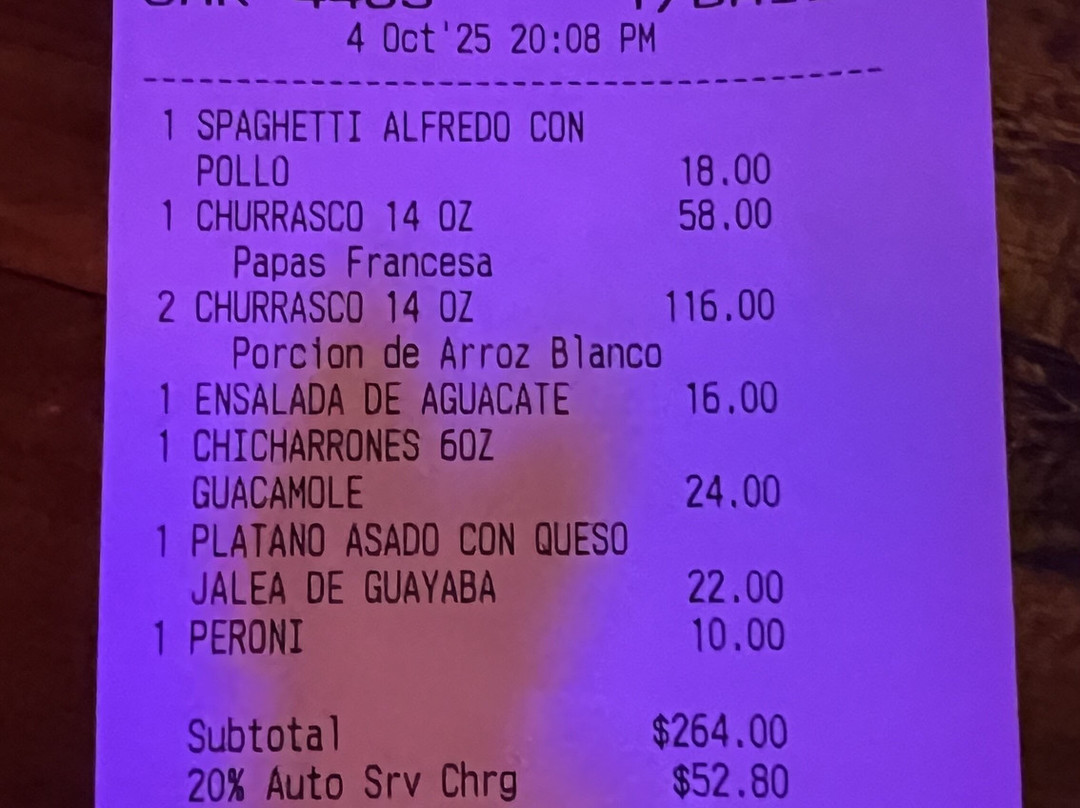 4 Oct'25 20:08 PM
1 SPAGHETTI ALFREDO CON
POLLO 18.00
1 CHURRASCO 14 OZ 58.00
Papas Francesa
2 CHURRASCO 14 OZ 116.00
Porcion de Arroz Blanco
1 ENSALADA DE AGUACATE 16.00
1 CHICHARRONES 6OZ
GUACAMOLE 24.00
1 PLATANO ASADO CON QUESO
JALEA DE GUAYABA 22.00
1 PERONI 10.00
Subtotal $264.00
20% Auto Srv Chrg $52.80